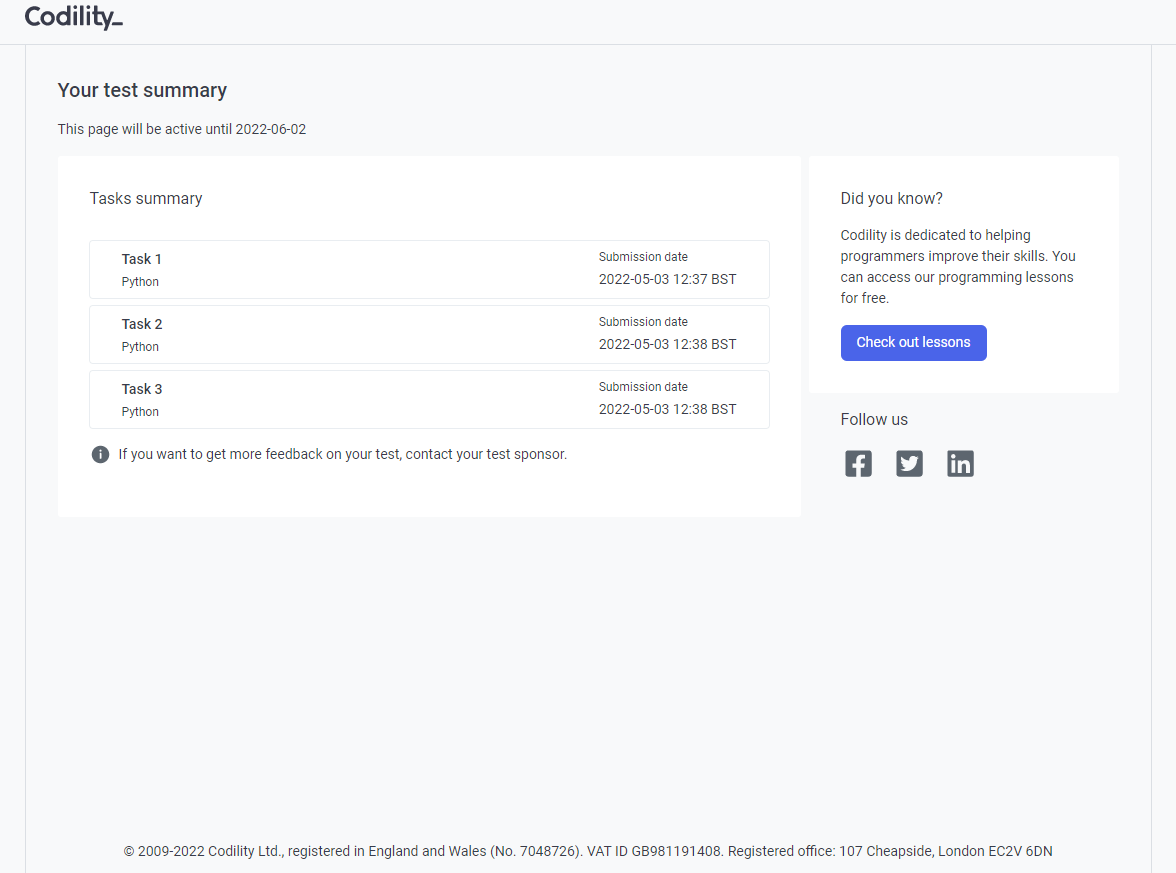 Codility_
Your test summary
This page will be active until 2022-06-02
Tasks summary
Task 1
Python
Submission date
2022-05-03 12:37 BST
Task 2
Python
Submission date
2022-05-03 12:38 BST
Task 3
Python
Submission date
2022-05-03 12:38 BST
If you want to get more feedback on your test, contact your test sponsor.
Did you know?
Codility is dedicated to helping
programmers improve their skills. You
can access our programming lessons
for free.
Check out lessons
Follow us
© 2009-2022 Codility Ltd., registered in England and Wales (No. 7048726). VAT ID GB981191408. Registered office: 107 Cheapside, London EC2V 6DN